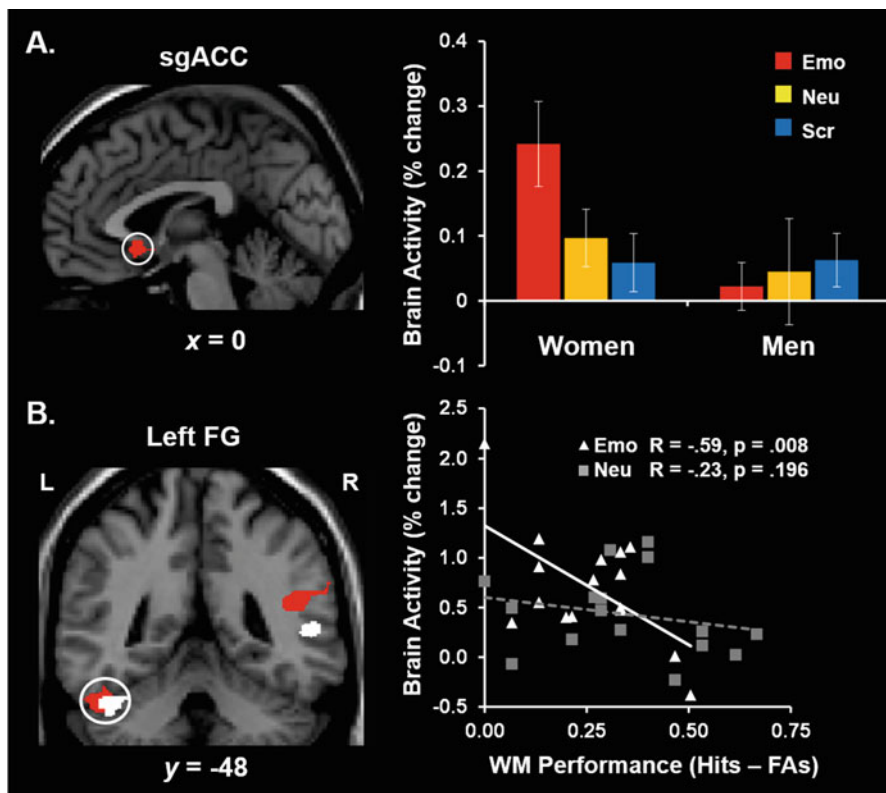 A.
sgACC
x = 0
Brain Activity (% change)
0.4
0.3
0.2
0.1
0
-0.1
Emo
Neu
Scr
Women
Men
B.
Left FG
L
R
y = -48
Brain Activity (% change)
2.5
2.0
1.5
1.0
0.5
0.0
-0.5
Emo R = -.59, p = .008
Neu R = -.23, p = .196
0.00
0.25
0.50
0.75
WM Performance (Hits – FAs)